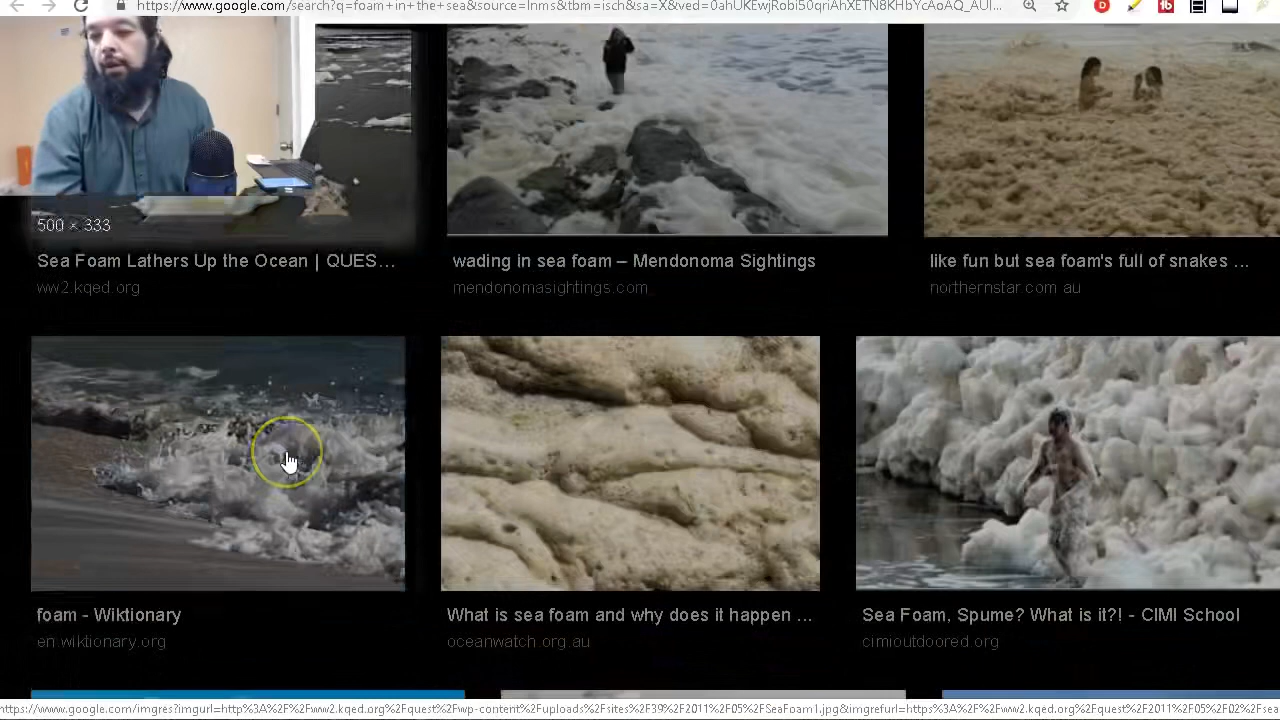 https://www.google.com/search?q=foam+in+the+sea&source=lnms&tbm=isch&sa=X&ved=
500 × 333
Sea Foam Lathers Up the Ocean | QUES...
ww2.kqed.org
wading in sea foam – Mendonoma Sightings
mendonomasightings.com
like fun but sea foam's full of snakes ...
northernstar.com.au
foam - Wiktionary
en.wiktionary.org
What is sea foam and why does it happen ...
oceanwatch.org.au
Sea Foam, Spume? What is it?! - CIMI School
cimioutdoored.org
https://www.google.com/imgres?imgurl=http%3A%2F%2Fww2.kqed.org%2Fquest%2Fwp-content%2Fuploads%2Fsites%2F39%2F2011%2F05%2FSeaFoam1.jpg&imgrefurl=https%3A%2F%2Fww2.kqed.org%2Fquest%2F2011%2F05%2F02%2Fsea